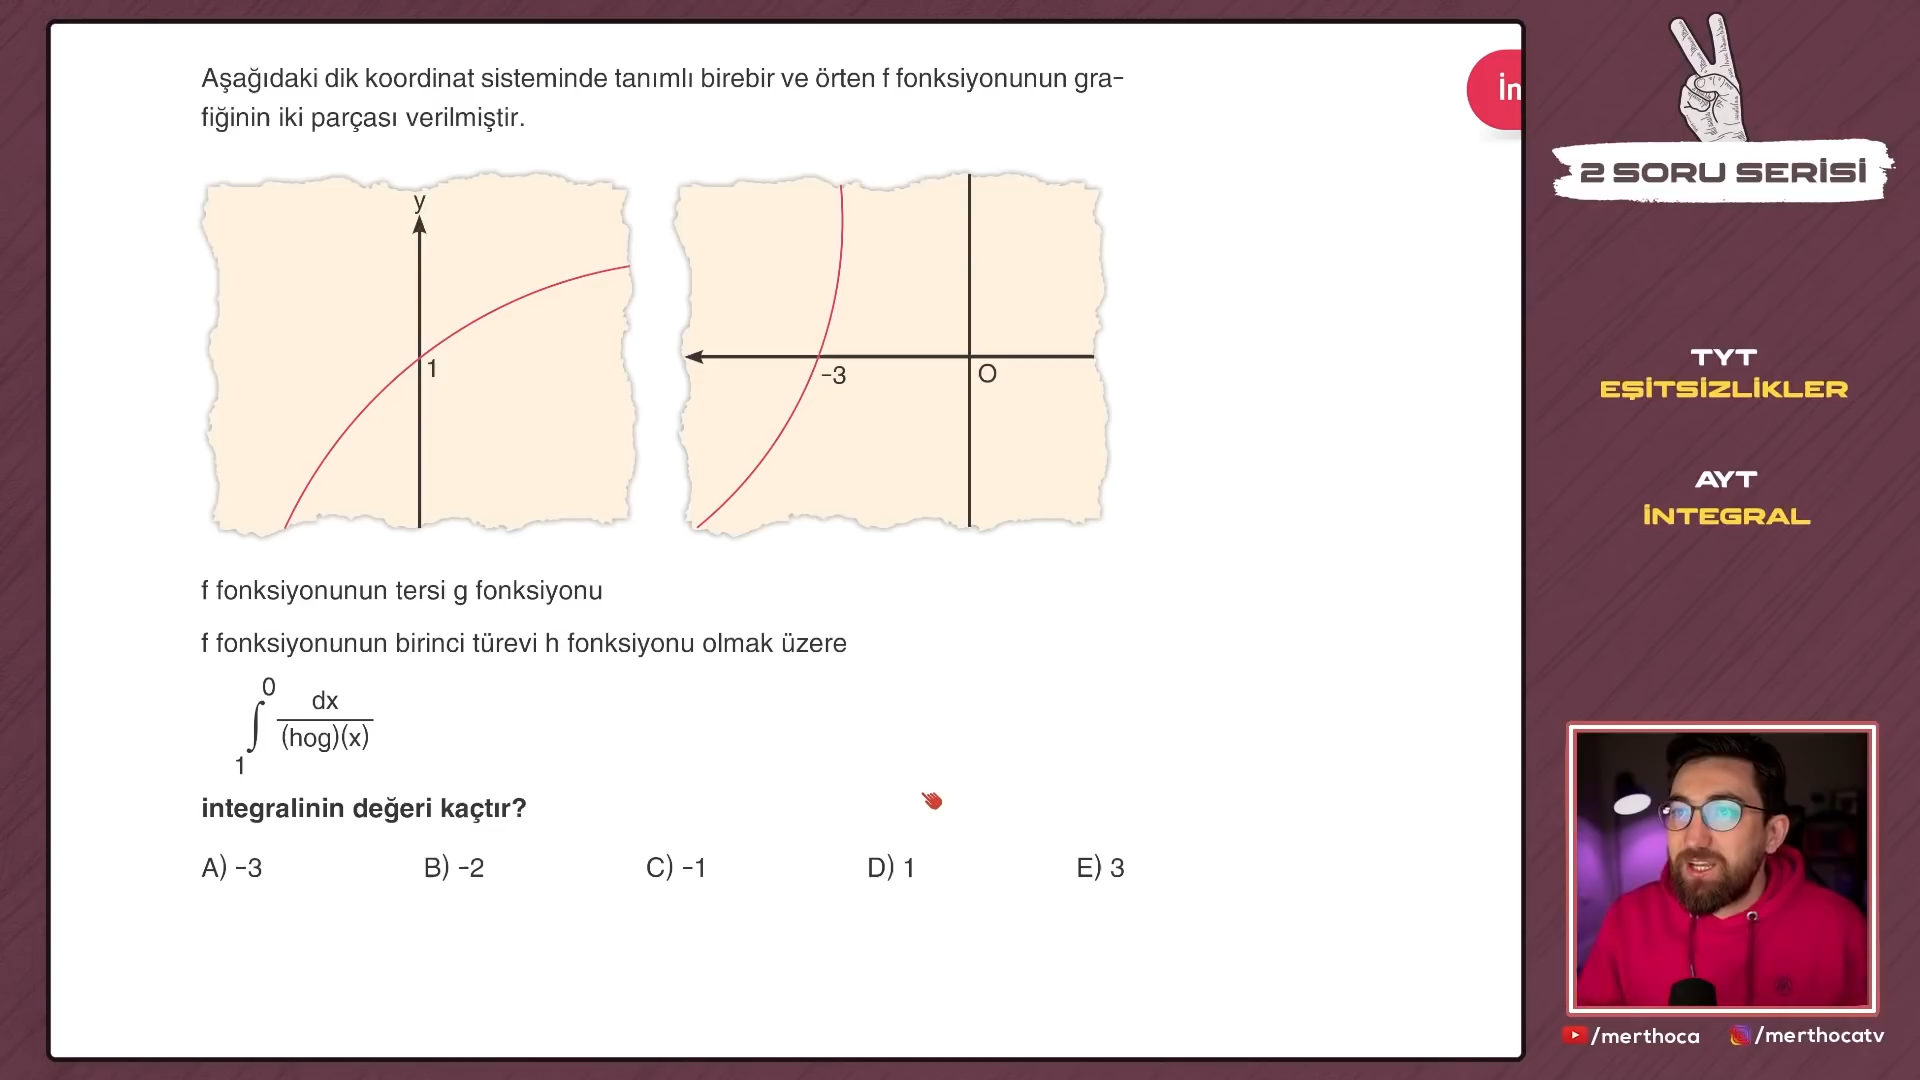 Aşağıdaki dik koordinat sisteminde tanımlı birebir ve örten f fonksiyonunun gra-
fiğinin iki parçası verilmiştir.
y
1
-3
O
f fonksiyonunun tersi g fonksiyonu
f fonksiyonunun birinci türevi h fonksiyonu olmak üzere
0
∫ dx / (hog)(x)
1
integralinin değeri kaçtır?
A) -3 B) -2 C) -1 D) 1 E) 3
İn
2 SORU SERİSİ
TYT
EŞİTSİZLİKLER
AYT
İNTEGRAL
/merthoca /merthocatv